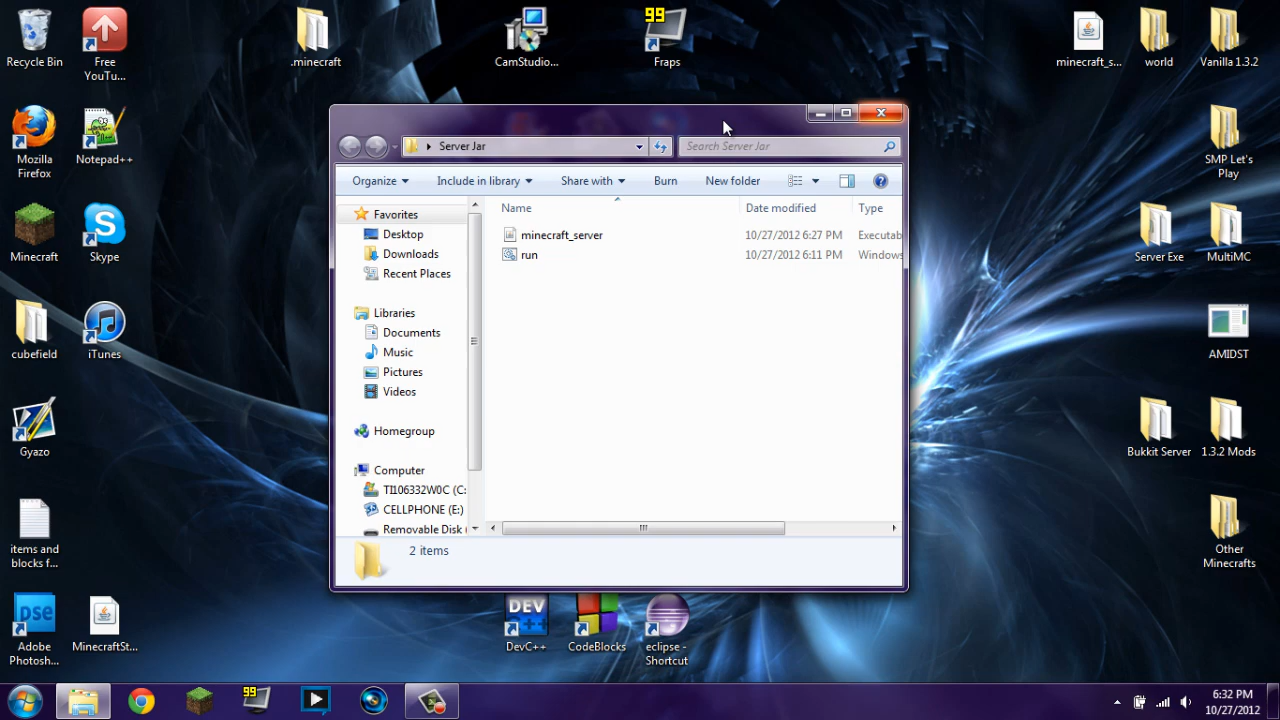 Recycle Bin
Free
YouTu...
.minecraft
CamStudio...
99
Fraps
minecraft_s...
world
Vanilla 1.3.2
Mozilla
Firefox
Notepad++
SMP Let's
Play
Minecraft
Skype
Server Exe
MultiMC
cubefield
iTunes
AMIDST
Gyazo
Bukkit Server
1.3.2 Mods
items and
blocks f...
Other
Minecrafts
pse
Adobe
Photosh...
MinecraftSt...
DEV
C++
DevC++
CodeBlocks
eclipse -
Shortcut
Server Jar
Search Server Jar
Organize
Include in library
Share with
Burn
New folder
Name
Date modified
Type
minecraft_server
10/27/2012 6:27 PM
Executab
run
10/27/2012 6:11 PM
Windows
Favorites
Desktop
Downloads
Recent Places
Libraries
Documents
Music
Pictures
Videos
Homegroup
Computer
TI106332W0C (C:
CELLPHONE (E:)
Removable Disk (
2 items
99
6:32 PM
10/27/2012